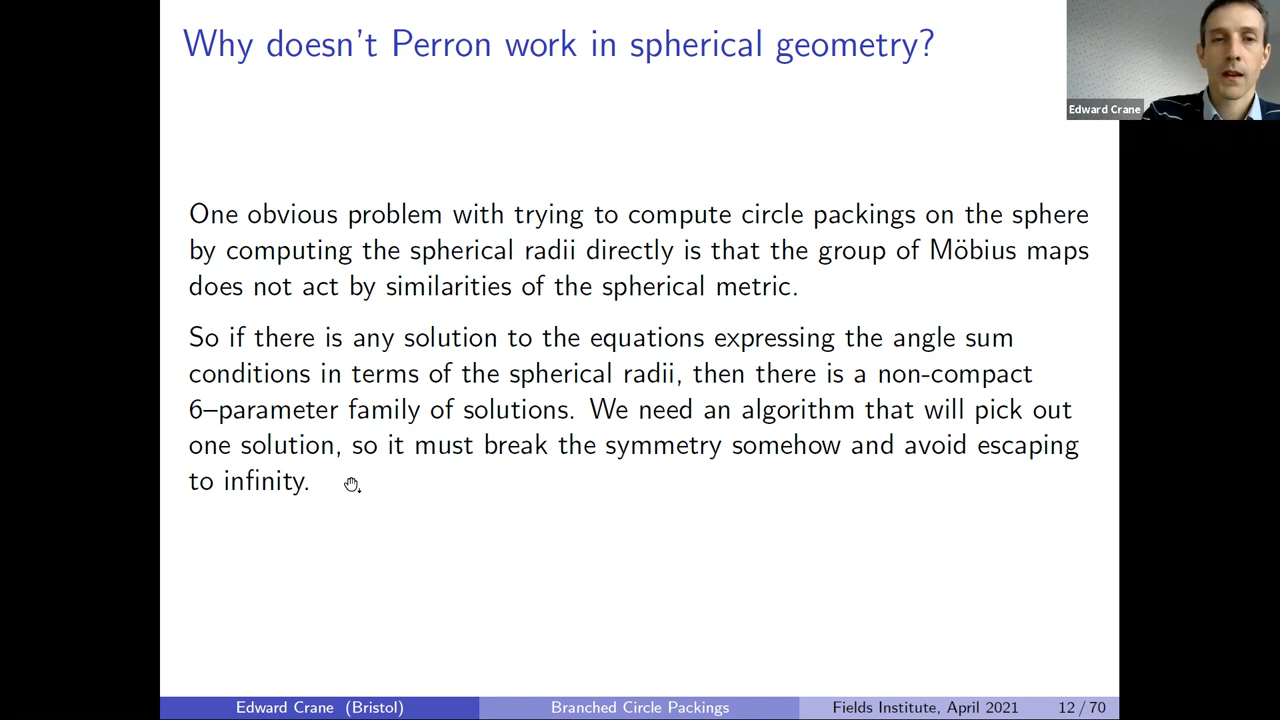 Why doesn't Perron work in spherical geometry?
Edward Crane
One obvious problem with trying to compute circle packings on the sphere
by computing the spherical radii directly is that the group of Möbius maps
does not act by similarities of the spherical metric.
So if there is any solution to the equations expressing the angle sum
conditions in terms of the spherical radii, then there is a non-compact
6–parameter family of solutions. We need an algorithm that will pick out
one solution, so it must break the symmetry somehow and avoid escaping
to infinity.
Edward Crane (Bristol)
Branched Circle Packings
Fields Institute, April 2021
12 / 70